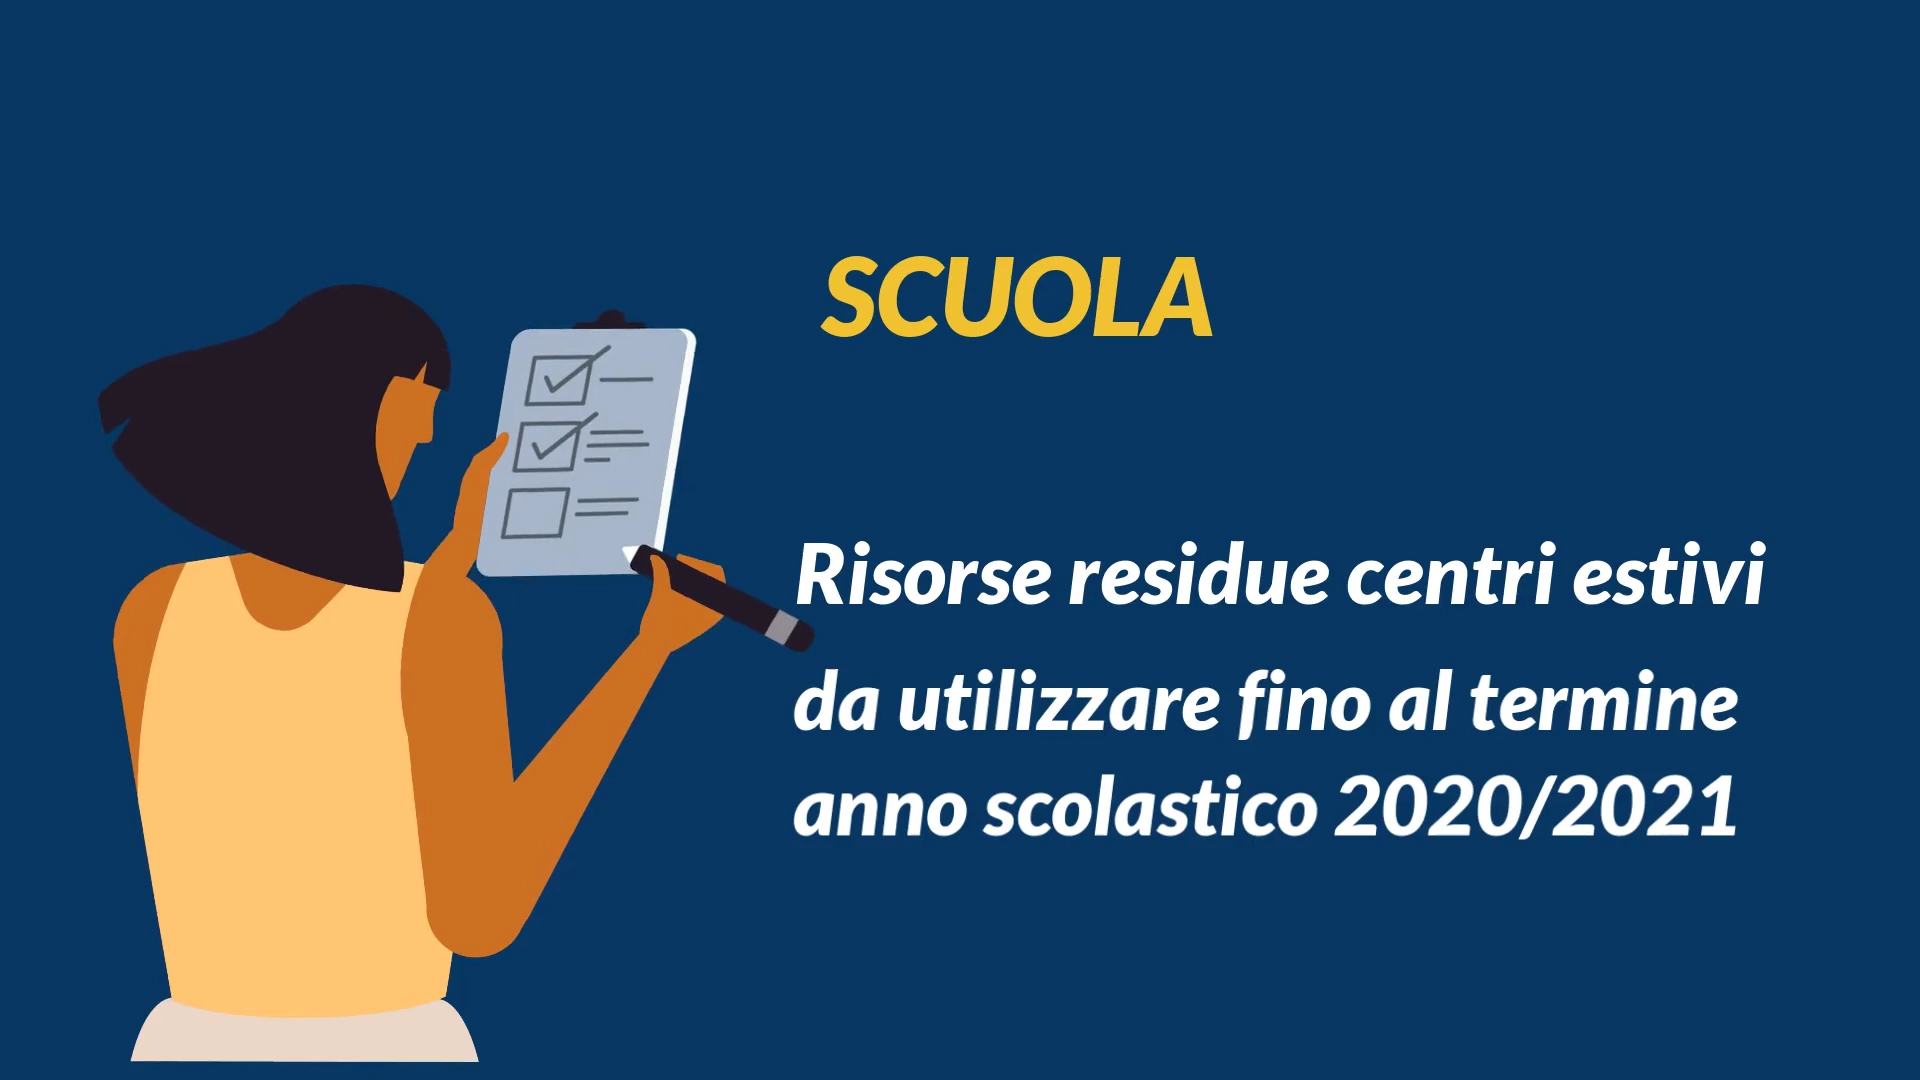 SCUOLA
Risorse residue centri estivi
da utilizzare fino al termine
anno scolastico 2020/2021